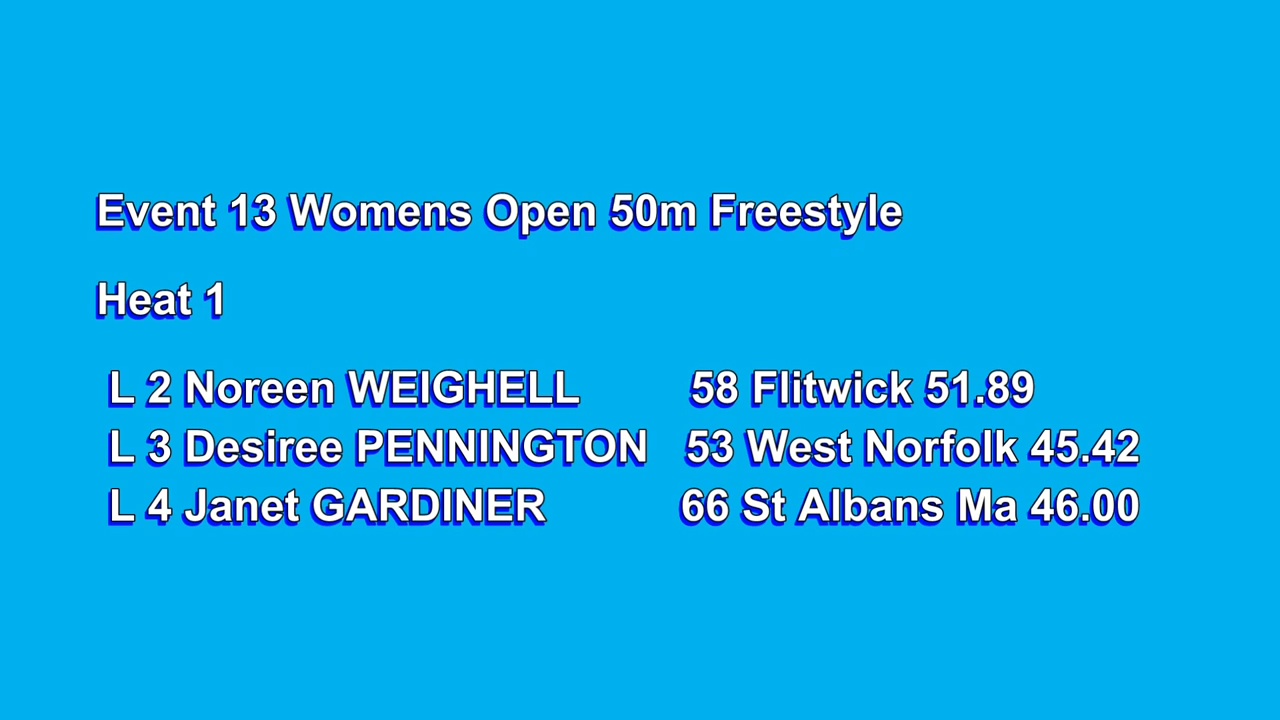 Event 13 Womens Open 50m Freestyle
Heat 1
L 2 Noreen WEIGHELL 58 Flitwick 51.89
L 3 Desiree PENNINGTON 53 West Norfolk 45.42
L 4 Janet GARDINER 66 St Albans Ma 46.00